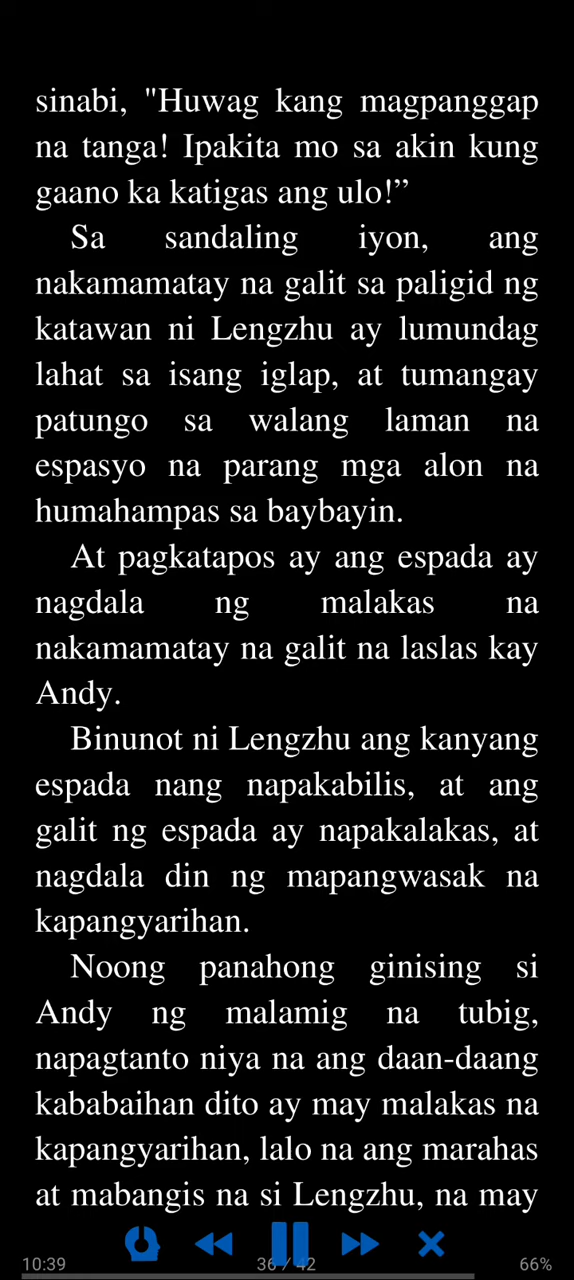 sinabi, "Huwag kang magpanggap
na tanga! Ipakita mo sa akin kung
gaano ka katigas ang ulo!”
Sa sandaling iyon, ang
nakamamatay na galit sa paligid ng
katawan ni Lengzhu ay lumundag
lahat sa isang iglap, at tumangay
patungo sa walang laman na
espasyo na parang mga alon na
humahampas sa baybayin.
At pagkatapos ay ang espada ay
nagdala ng malakas na
nakamamatay na galit na laslas kay
Andy.
Binunot ni Lengzhu ang kanyang
espada nang napakabilis, at ang
galit ng espada ay napakalakas, at
nagdala din ng mapangwasak na
kapangyarihan.
Noong panahong ginising si
Andy ng malamig na tubig,
napagtanto niya na ang daan-daang
kababaihan dito ay may malakas na
kapangyarihan, lalo na ang marahas
at mabangis na si Lengzhu, na may
10:39 36 / 42 66%